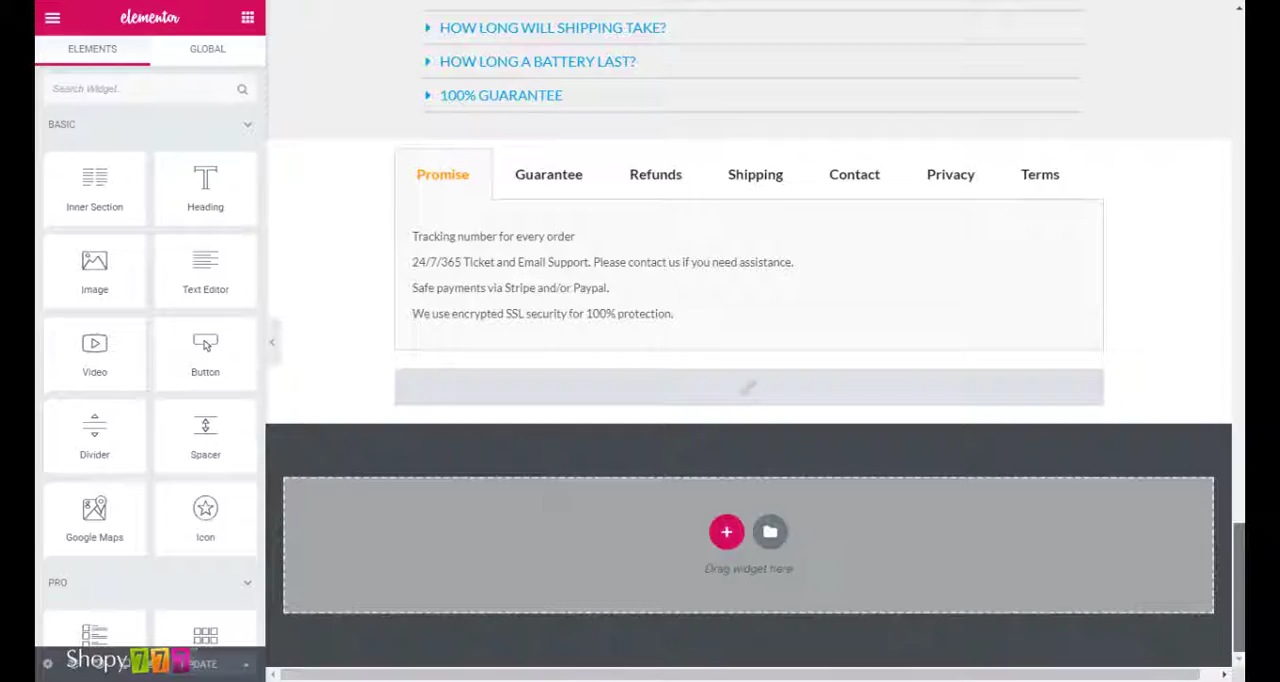 elementor
ELEMENTS
GLOBAL
Search Widget...
BASIC
Inner Section
Heading
Image
Text Editor
Video
Button
Divider
Spacer
Google Maps
Icon
PRO
Shopy777
UPDATE
HOW LONG WILL SHIPPING TAKE?
HOW LONG A BATTERY LAST?
100% GUARANTEE
Promise
Guarantee
Refunds
Shipping
Contact
Privacy
Terms
Tracking number for every order
24/7/365 Ticket and Email Support. Please contact us if you need assistance.
Safe payments via Stripe and/or Paypal.
We use encrypted SSL security for 100% protection.
Drag widget here